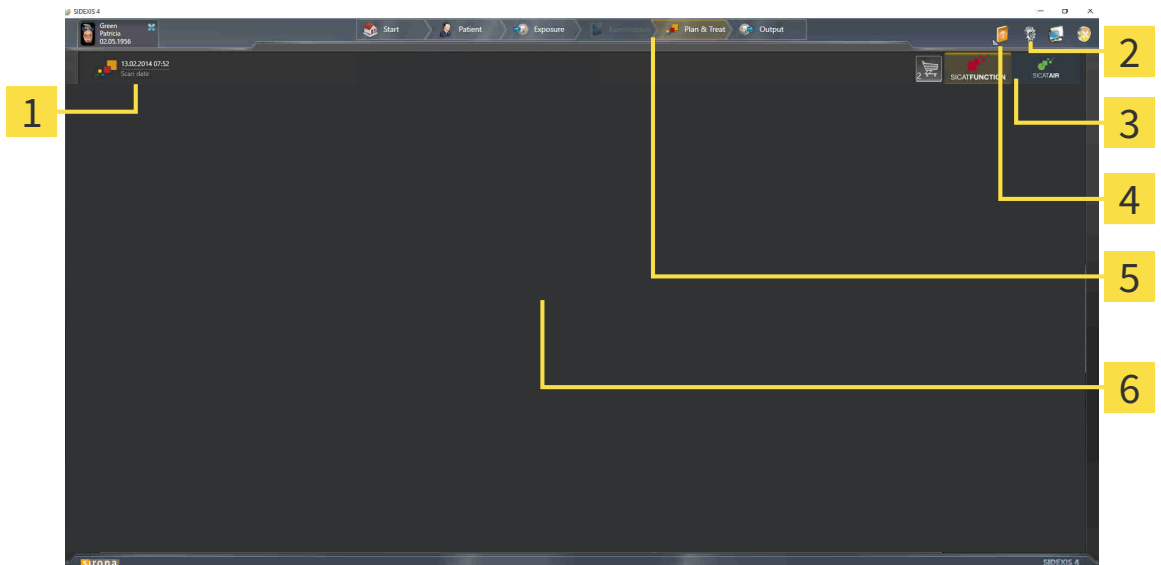 SIDEXIS 4
Green
Patricia
02.05.1956
Start
Patient
Exposure
Plan & Treat
Output
13.02.2014 07:52
Scan date
2
SICATFUNCTION
SICATAIR
1
2
3
4
5
6
sirona
SIDEXIS 4